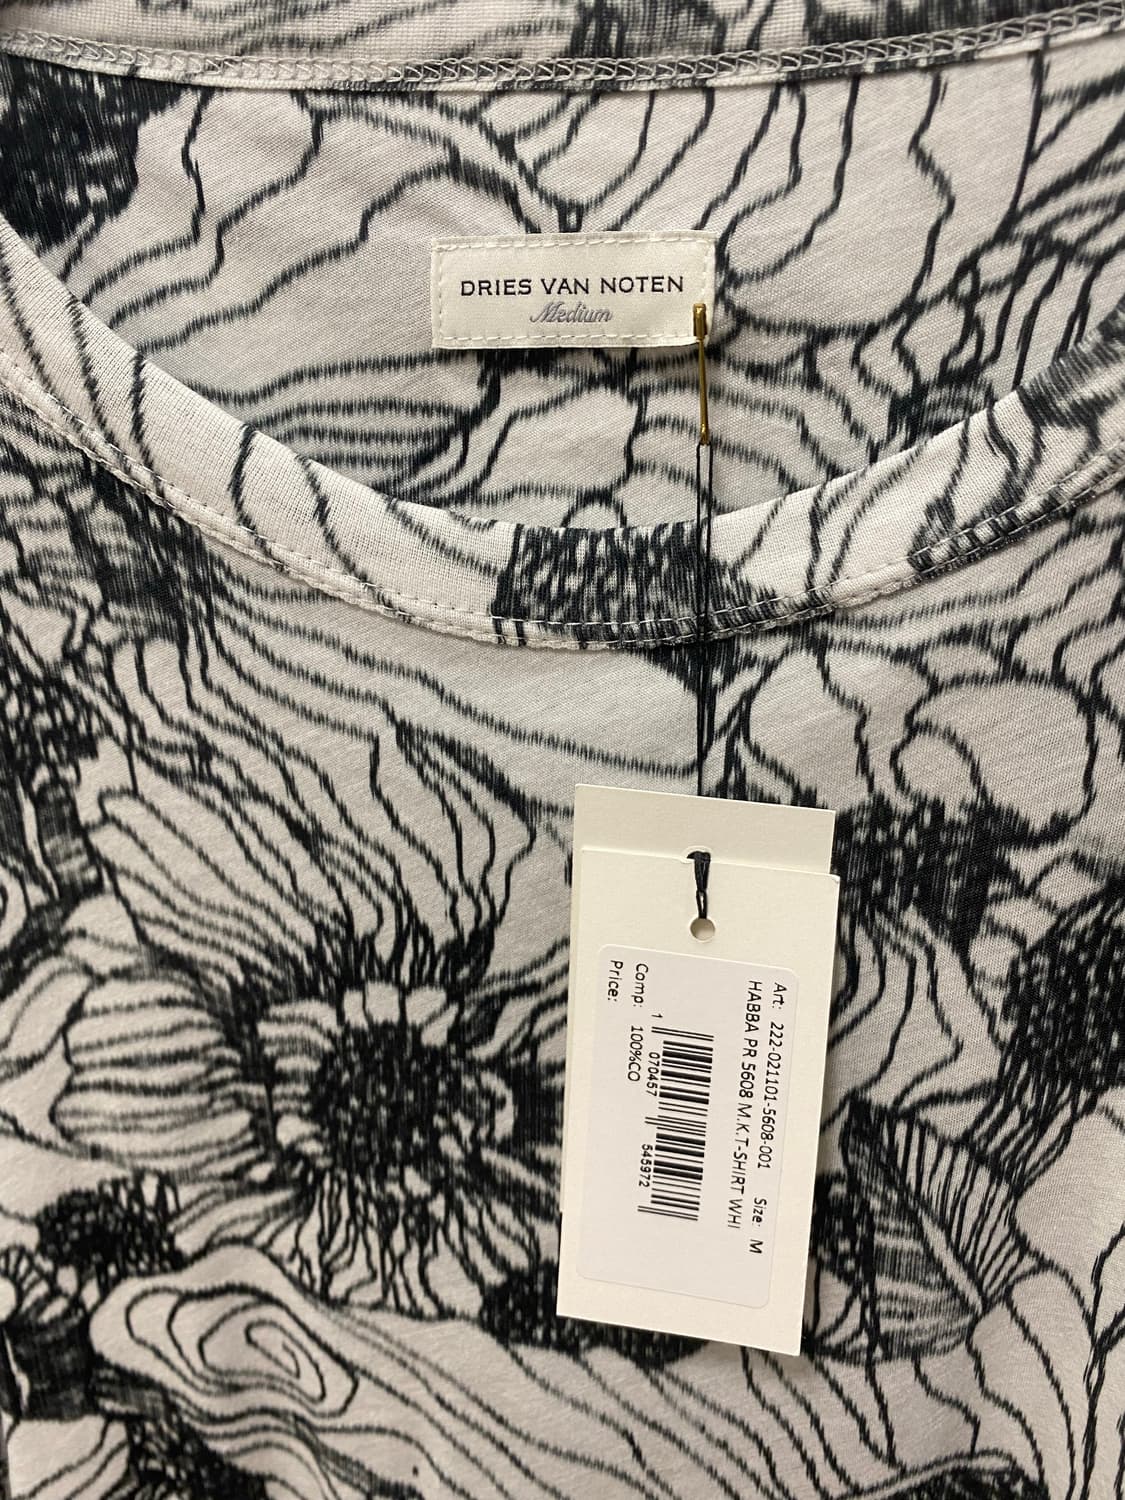 DRIES VAN NOTEN
Medium
Art: 222-021101-5608-001 Size: M
HABBA PR 5608 M.K.T-SHIRT WHI
1 070457 545972
Comp: 100%CO
Price: